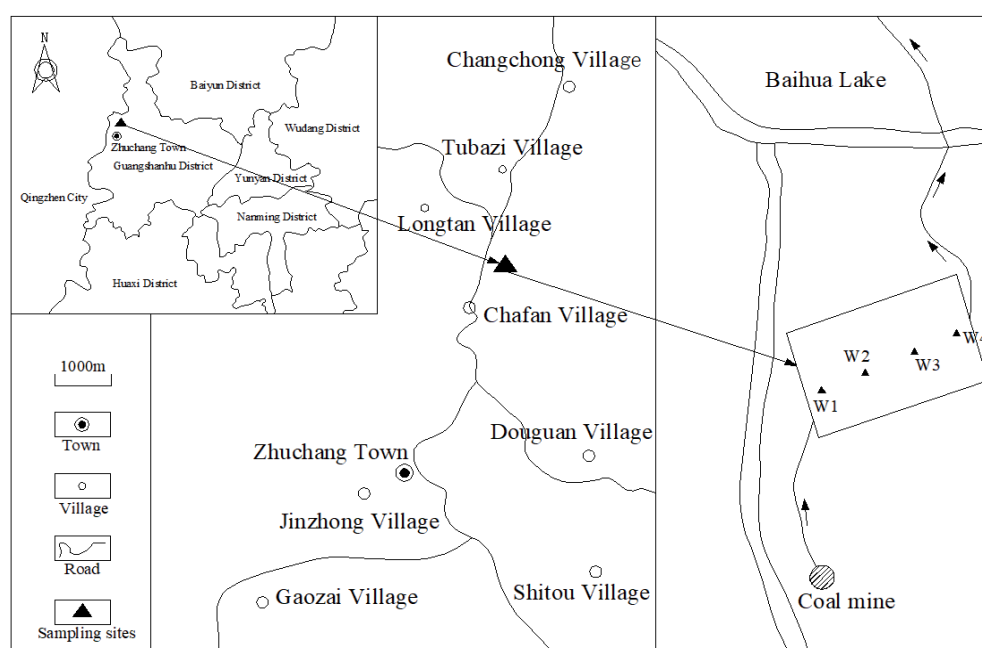 N
Baiyun District
Wudang District
Zhuchang Town
Guangshanhu District
Yunyan District
Qingzhen City
Nanming District
Huaxi District
1000m
Town
Village
Road
Sampling sites
Changchong Village
Tubazi Village
Longtan Village
Chafan Village
Zhuchang Town
Douguan Village
Jinzhong Village
Gaozai Village
Shitou Village
Baihua Lake
W1
W2
W3
W4
Coal mine